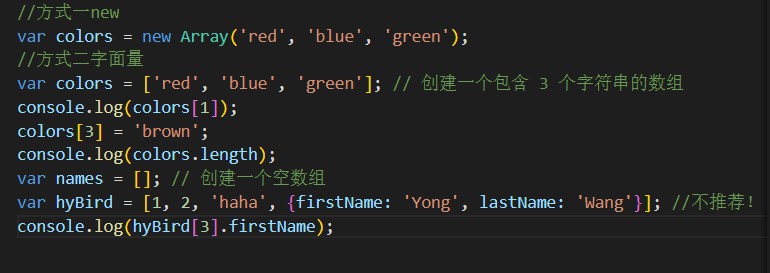 //方式一new
var colors = new Array('red', 'blue', 'green');
//方式二字面量
var colors = ['red', 'blue', 'green']; // 创建一个包含 3 个字符串的数组
console.log(colors[1]);
colors[3] = 'brown';
console.log(colors.length);
var names = []; // 创建一个空数组
var hyBird = [1, 2, 'haha', {firstName: 'Yong', lastName: 'Wang'}]; //不推荐！
console.log(hyBird[3].firstName);